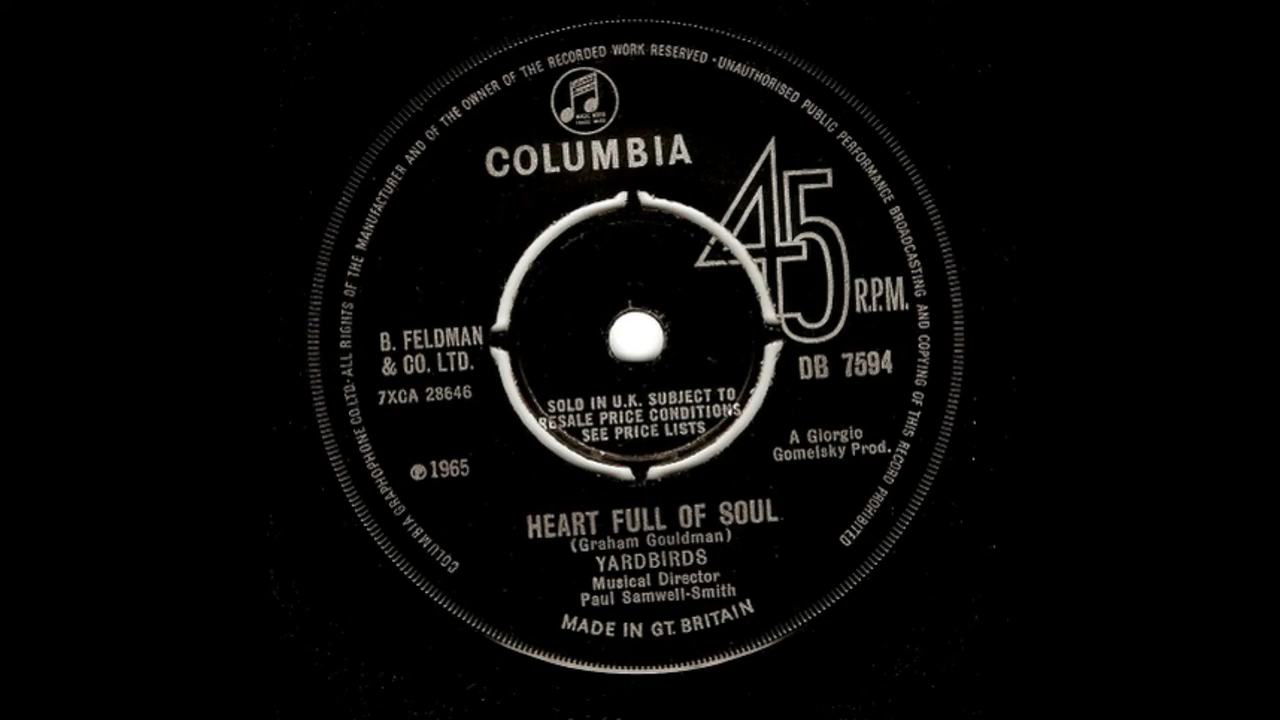 COLUMBIA GRAPHOPHONE CO.LTD·ALL RIGHTS OF THE MANUFACTURER AND OF THE OWNER OF THE RECORDED WORK RESERVED·UNAUTHORISED PUBLIC PERFORMANCE BROADCASTING AND COPYING OF THIS RECORD PROHIBITED
COLUMBIA
45
R.P.M.
B. FELDMAN
& CO. LTD.
7XCA 28646
DB 7594
SOLD IN U.K. SUBJECT TO
RESALE PRICE CONDITIONS
SEE PRICE LISTS
A Giorgio
Gomelsky Prod.
℗1965
HEART FULL OF SOUL
(Graham Gouldman)
YARDBIRDS
Musical Director
Paul Samwell-Smith
MADE IN GT. BRITAIN